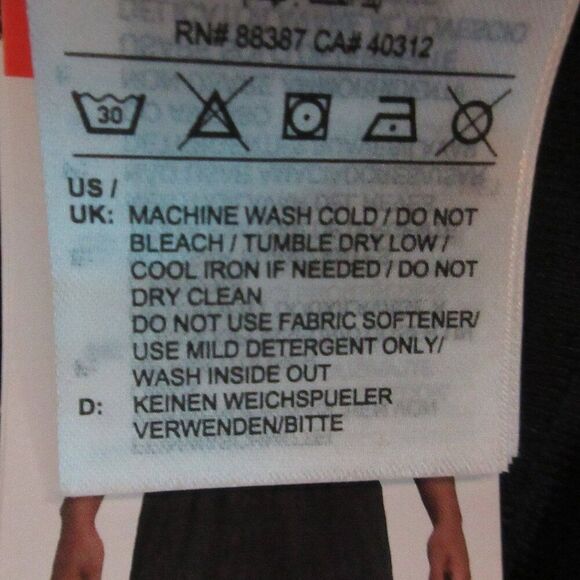 RN# 88387 CA# 40312
30
US /
UK: MACHINE WASH COLD / DO NOT
BLEACH / TUMBLE DRY LOW /
COOL IRON IF NEEDED / DO NOT
DRY CLEAN
DO NOT USE FABRIC SOFTENER/
USE MILD DETERGENT ONLY/
WASH INSIDE OUT
D: KEINEN WEICHSPUELER
VERWENDEN/BITTE